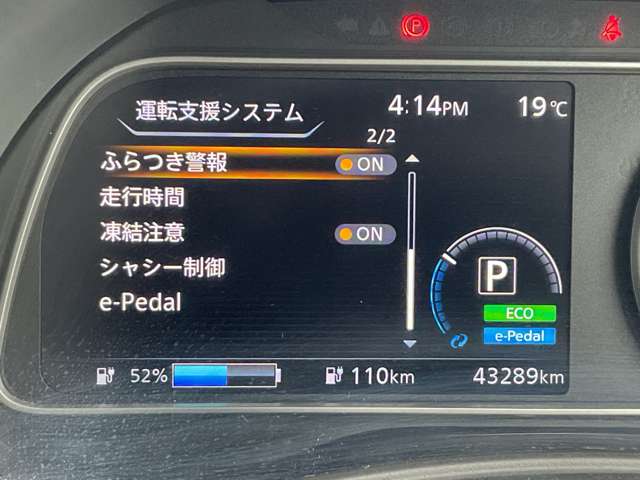 運転支援システム 4:14PM 19℃
2/2
ふらつき警報 ON
走行時間
凍結注意 ON
シャシー制御
e-Pedal
P
ECO
e-Pedal
52% 110km 43289km